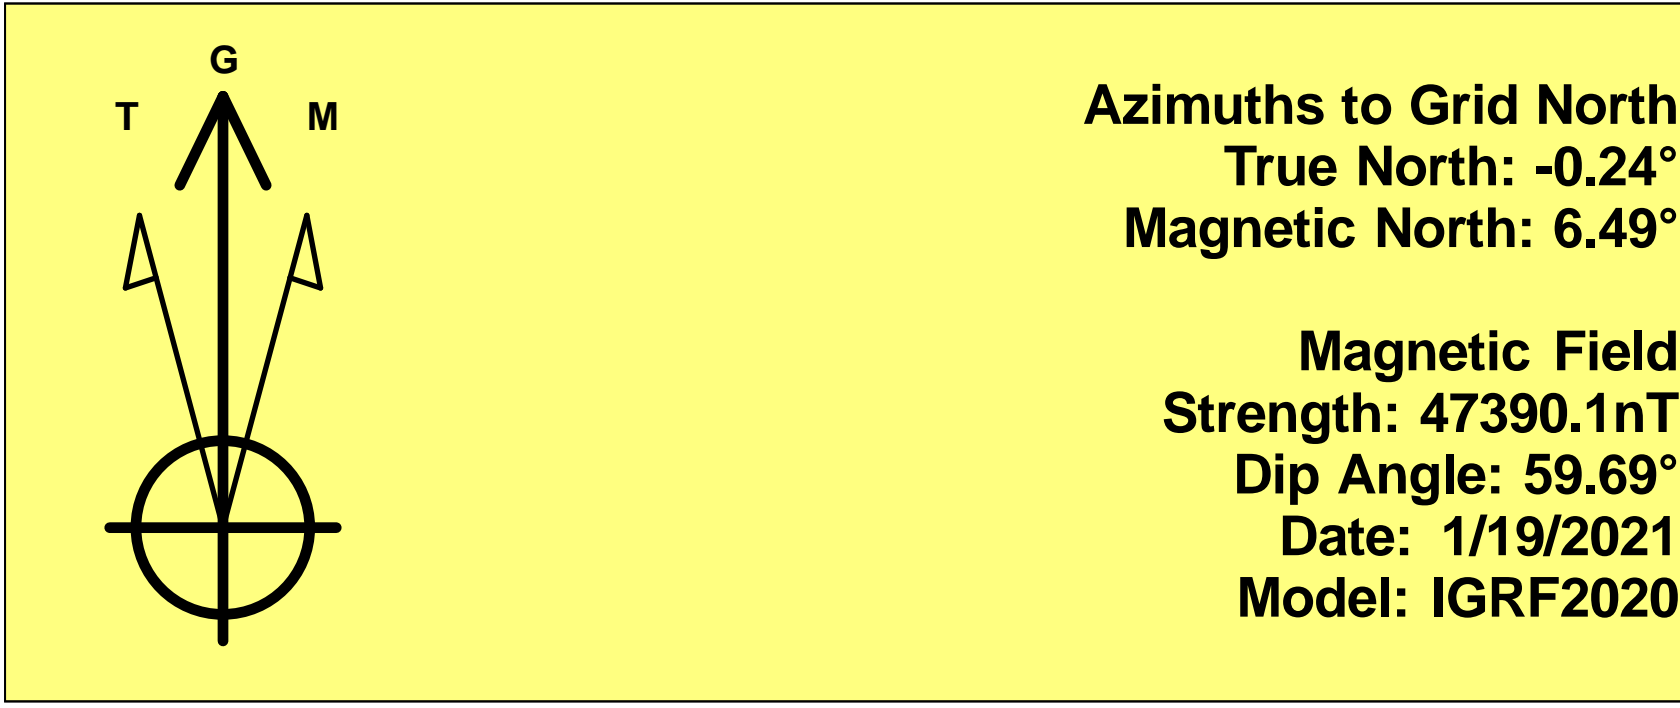 G
T
M
Azimuths to Grid North
True North: -0.24°
Magnetic North: 6.49°
Magnetic Field
Strength: 47390.1nT
Dip Angle: 59.69°
Date: 1/19/2021
Model: IGRF2020